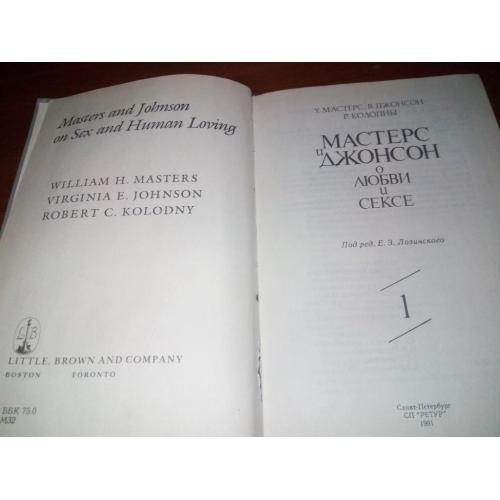 Masters and Johnson
on Sex and Human Loving
WILLIAM H. MASTERS
VIRGINIA E. JOHNSON
ROBERT C. KOLODNY
LB
LITTLE, BROWN AND COMPANY
BOSTON TORONTO
ББК 75.0
М32
У. МАСТЕРС, В. ДЖОНСОН
Р. КОЛОДНЫ
МАСТЕРС
и
ДЖОНСОН
о
ЛЮБВИ
и
СЕКСЕ
Под ред. Е. З. Лозинского
1
Санкт-Петербург
СП "РЕТУР"
1991